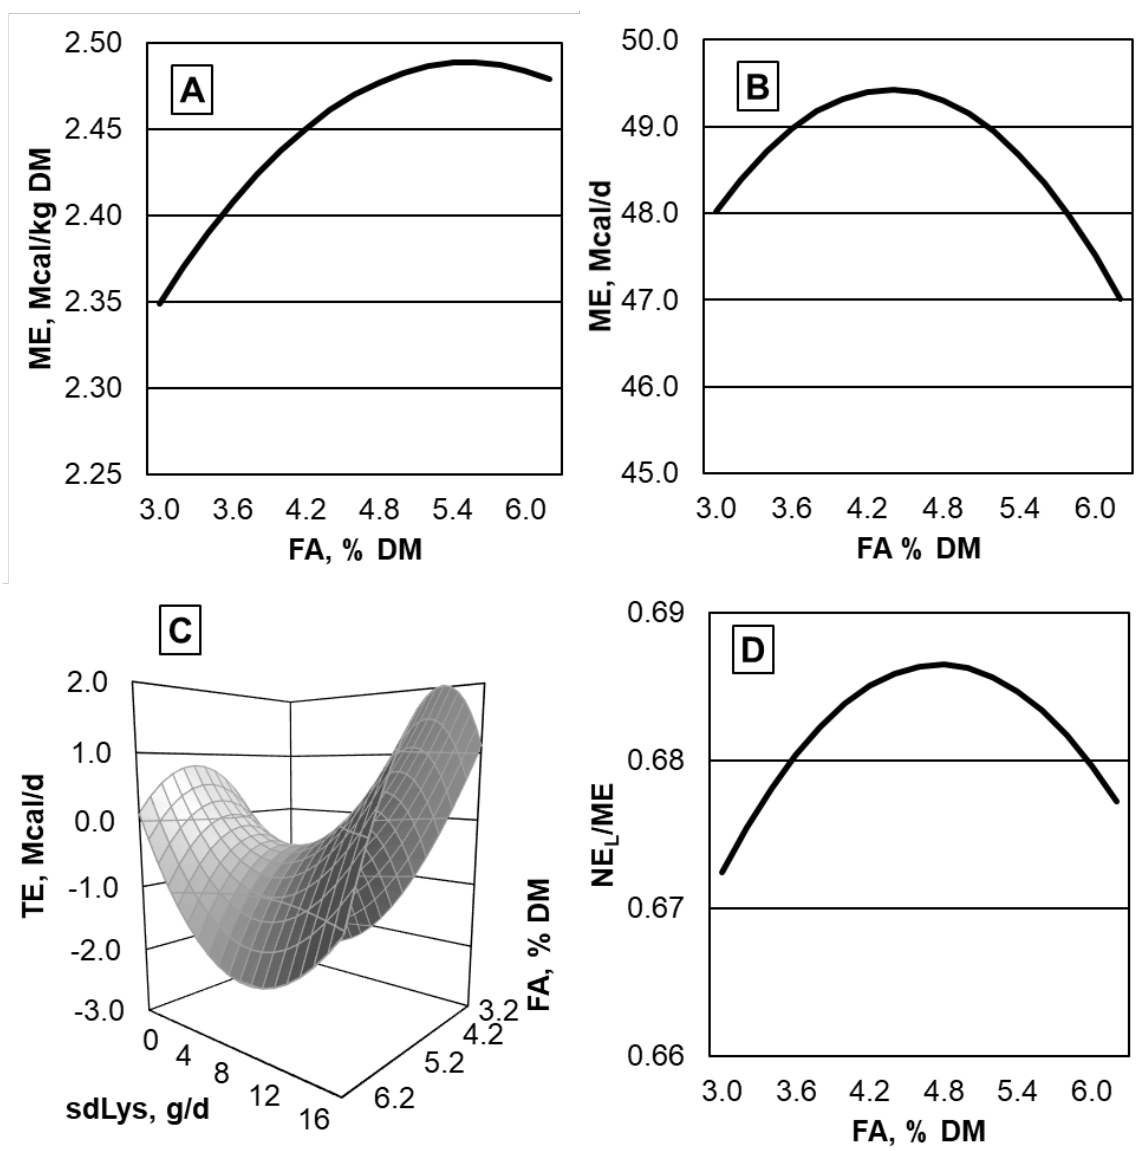 A
2.50
2.45
2.40
2.35
2.30
2.25
ME, Mcal/kg DM
3.0 3.6 4.2 4.8 5.4 6.0
FA, % DM
B
50.0
49.0
48.0
47.0
46.0
45.0
ME, Mcal/d
3.0 3.6 4.2 4.8 5.4 6.0
FA % DM
C
2.0
1.0
0.0
-1.0
-2.0
-3.0
TE, Mcal/d
0 4 8 12 16
sdLys, g/d
3.2
4.2
5.2
6.2
FA, % DM
D
0.69
0.68
0.67
0.66
NEL/ME
3.0 3.6 4.2 4.8 5.4 6.0
FA, % DM